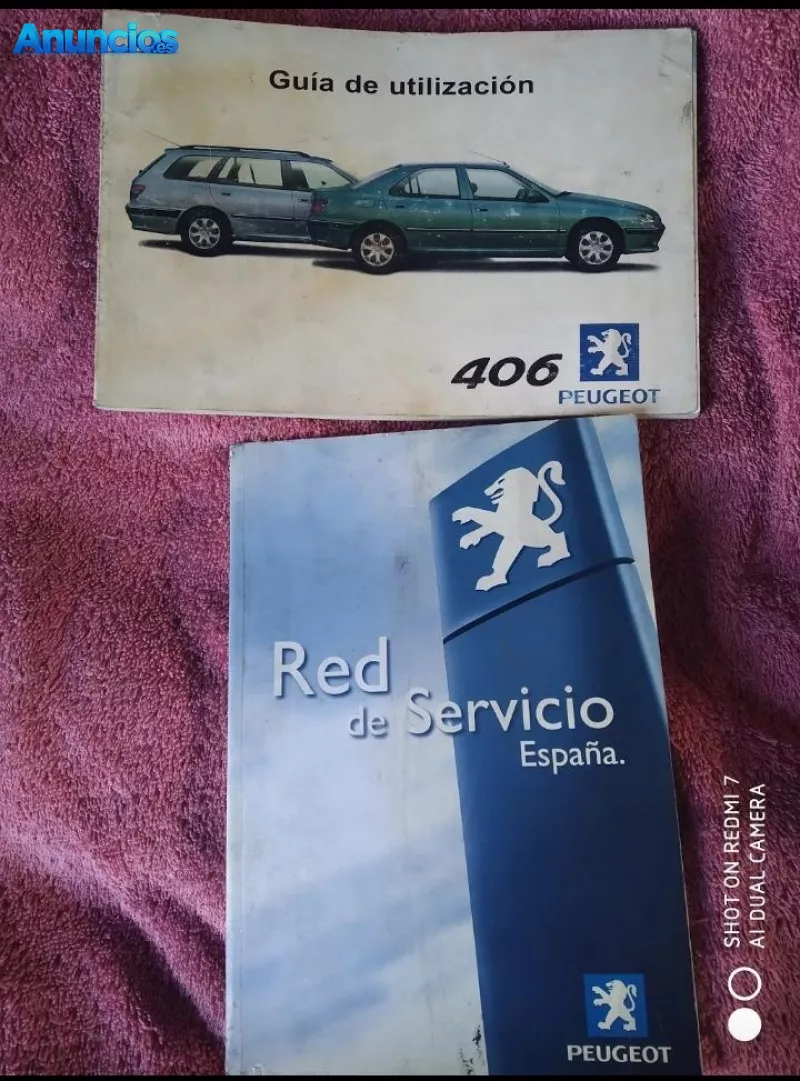 Anuncios.es
Guía de utilización
406
PEUGEOT
Red
de Servicio
España.
PEUGEOT
SHOT ON REDMI 7
AI DUAL CAMERA